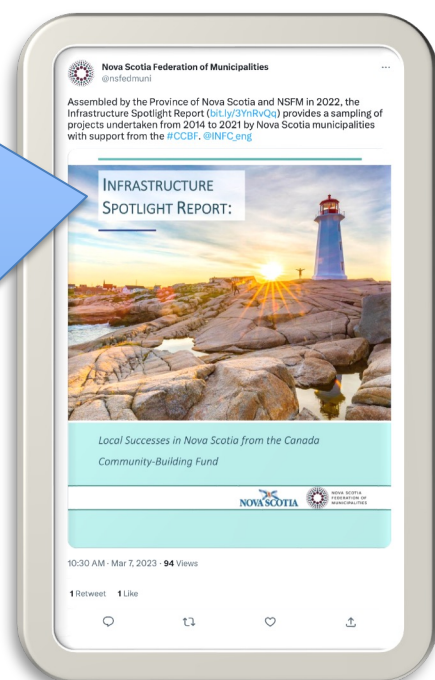 Nova Scotia Federation of Municipalities
@nsfedmuni
Assembled by the Province of Nova Scotia and NSFM in 2022, the
Infrastructure Spotlight Report (bit.ly/3YnRvQq) provides a sampling of
projects undertaken from 2014 to 2021 by Nova Scotia municipalities
with support from the #CCBF. @INFC_eng
INFRASTRUCTURE
SPOTLIGHT REPORT:
Local Successes in Nova Scotia from the Canada
Community-Building Fund
NOVA SCOTIA
NOVA SCOTIA
FEDERATION OF
MUNICIPALITIES
10:30 AM · Mar 7, 2023 · 94 Views
1 Retweet 1 Like